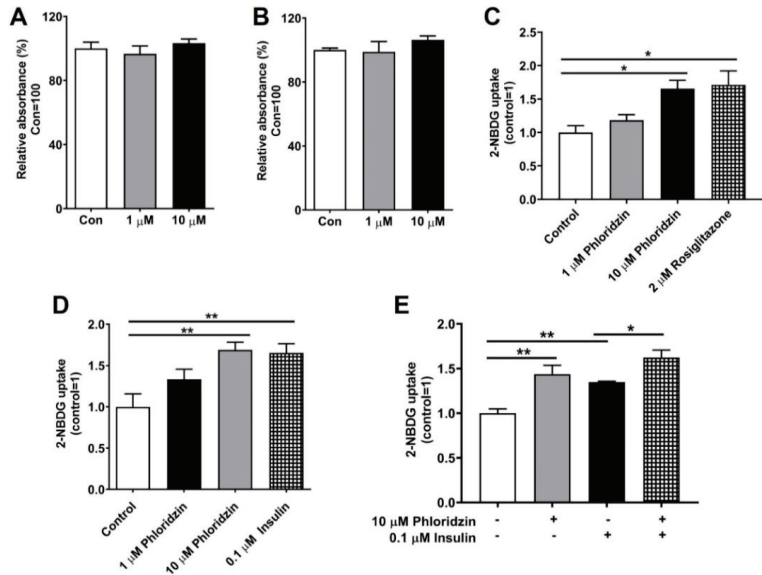 A
Relative absorbance (%)
Con=100
120
80
40
0
Con
1 μM
10 μM
B
Relative absorbance (%)
Con=100
120
80
40
0
Con
1 μM
10 μM
C
2-NBDG uptake
(control=1)
2.5
2.0
1.5
1.0
0.5
0.0
*
*
Control
1 μM Phloridzin
10 μM Phloridzin
2 μM Rosiglitazone
D
2-NBDG uptake
(control=1)
2.0
1.5
1.0
0.5
0.0
**
**
Control
1 μM Phloridzin
10 μM Phloridzin
0.1 μM Insulin
E
2-NBDG uptake
(control=1)
2.0
1.5
1.0
0.5
0.0
**
*
**
10 μM Phloridzin - + - +
0.1 μM Insulin - - + +